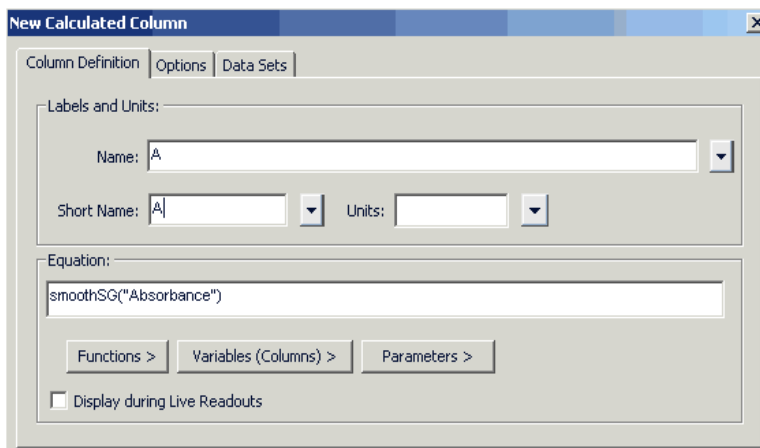 New Calculated Column
Column Definition Options Data Sets
Labels and Units:
Name: A
Short Name: A Units:
Equation:
smoothSG("Absorbance")
Functions > Variables (Columns) > Parameters >
Display during Live Readouts